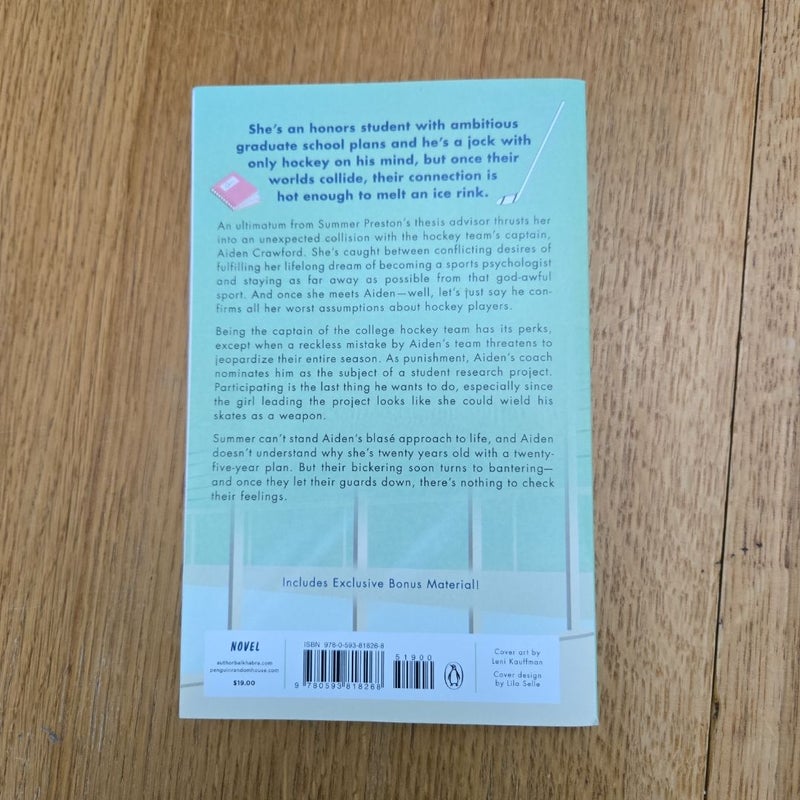 She's an honors student with ambitious
graduate school plans and he's a jock with
only hockey on his mind, but once their
worlds collide, their connection is
hot enough to melt an ice rink.
An ultimatum from Summer Preston's thesis advisor thrusts her
into an unexpected collision with the hockey team's captain,
Aiden Crawford. She's caught between conflicting desires of
fulfilling her lifelong dream of becoming a sports psychologist
and staying as far away as possible from that god-awful
sport. And once she meets Aiden—well, let's just say he con-
firms all her worst assumptions about hockey players.
Being the captain of the college hockey team has its perks,
except when a reckless mistake by Aiden's team threatens to
jeopardize their entire season. As punishment, Aiden's coach
nominates him as the subject of a student research project.
Participating is the last thing he wants to do, especially since
the girl leading the project looks like she could wield his
skates as a weapon.
Summer can't stand Aiden's blasé approach to life, and Aiden
doesn't understand why she's twenty years old with a twenty-
five-year plan. But their bickering soon turns to bantering—
and once they let their guards down, there's nothing to check
their feelings.
Includes Exclusive Bonus Material!
NOVEL
authorbalkhabra.com
penguinrandomhouse.com
$19.00
ISBN 978-0-593-81826-8
51900
9 780593 818268
Cover art by
Leni Kauffman
Cover design
by Lila Selle